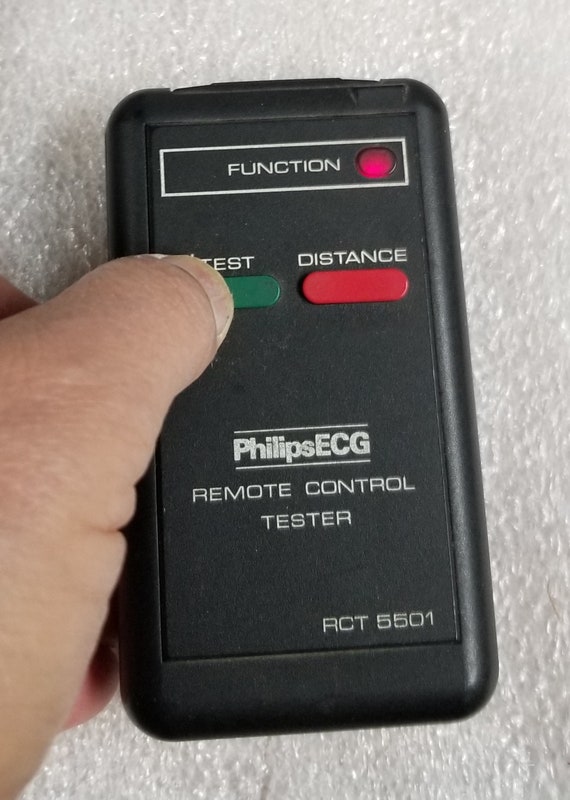 FUNCTION
TEST DISTANCE
PhilipsECG
REMOTE CONTROL
TESTER
RCT 5501